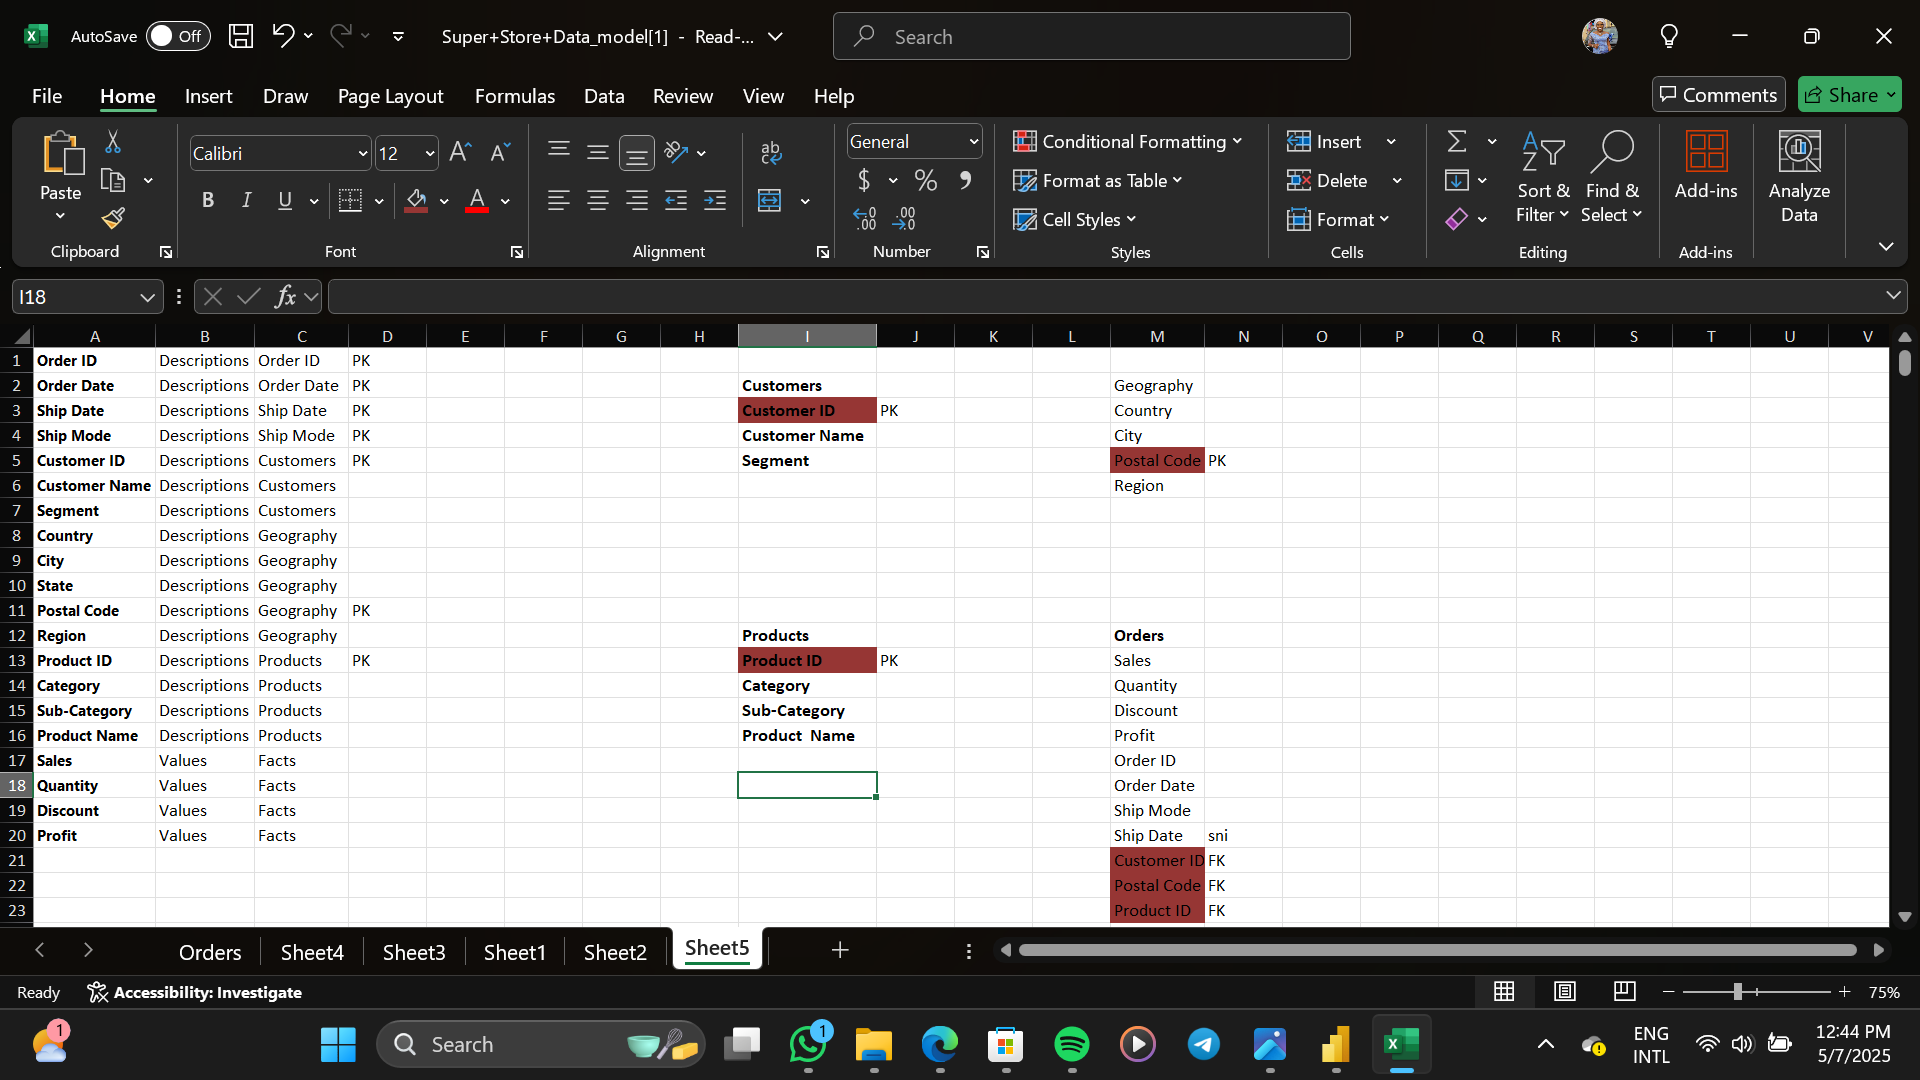 AutoSave Off Super+Store+Data_model[1] - Read-... Search
File Home Insert Draw Page Layout Formulas Data Review View Help Comments Share
Paste
Clipboard
Calibri 12
B I U A
Font
ab
Alignment
General
$ % 9
Number
Conditional Formatting
Format as Table
Cell Styles
Styles
Insert
Delete
Format
Cells
Sort & Filter
Find & Select
Editing
Add-ins
Add-ins
Analyze Data
I18 fx
A B C D E F G H I J K L M N O P Q R S T U V
1 Order ID Descriptions Order ID PK
2 Order Date Descriptions Order Date PK Customers Geography
3 Ship Date Descriptions Ship Date PK Customer ID PK Country
4 Ship Mode Descriptions Ship Mode PK Customer Name City
5 Customer ID Descriptions Customers PK Segment Postal Code PK
6 Customer Name Descriptions Customers Region
7 Segment Descriptions Customers
8 Country Descriptions Geography
9 City Descriptions Geography
10 State Descriptions Geography
11 Postal Code Descriptions Geography PK
12 Region Descriptions Geography Products Orders
13 Product ID Descriptions Products PK Product ID PK Sales
14 Category Descriptions Products Category Quantity
15 Sub-Category Descriptions Products Sub-Category Discount
16 Product Name Descriptions Products Product  Name Profit
17 Sales Values Facts Order ID
18 Quantity Values Facts Order Date
19 Discount Values Facts Ship Mode
20 Profit Values Facts Ship Date sni
21 Customer ID FK
22 Postal Code FK
23 Product ID FK
Orders Sheet4 Sheet3 Sheet1 Sheet2 Sheet5
Ready Accessibility: Investigate 75%
1 Search 1 ENG INTL 12:44 PM 5/7/2025